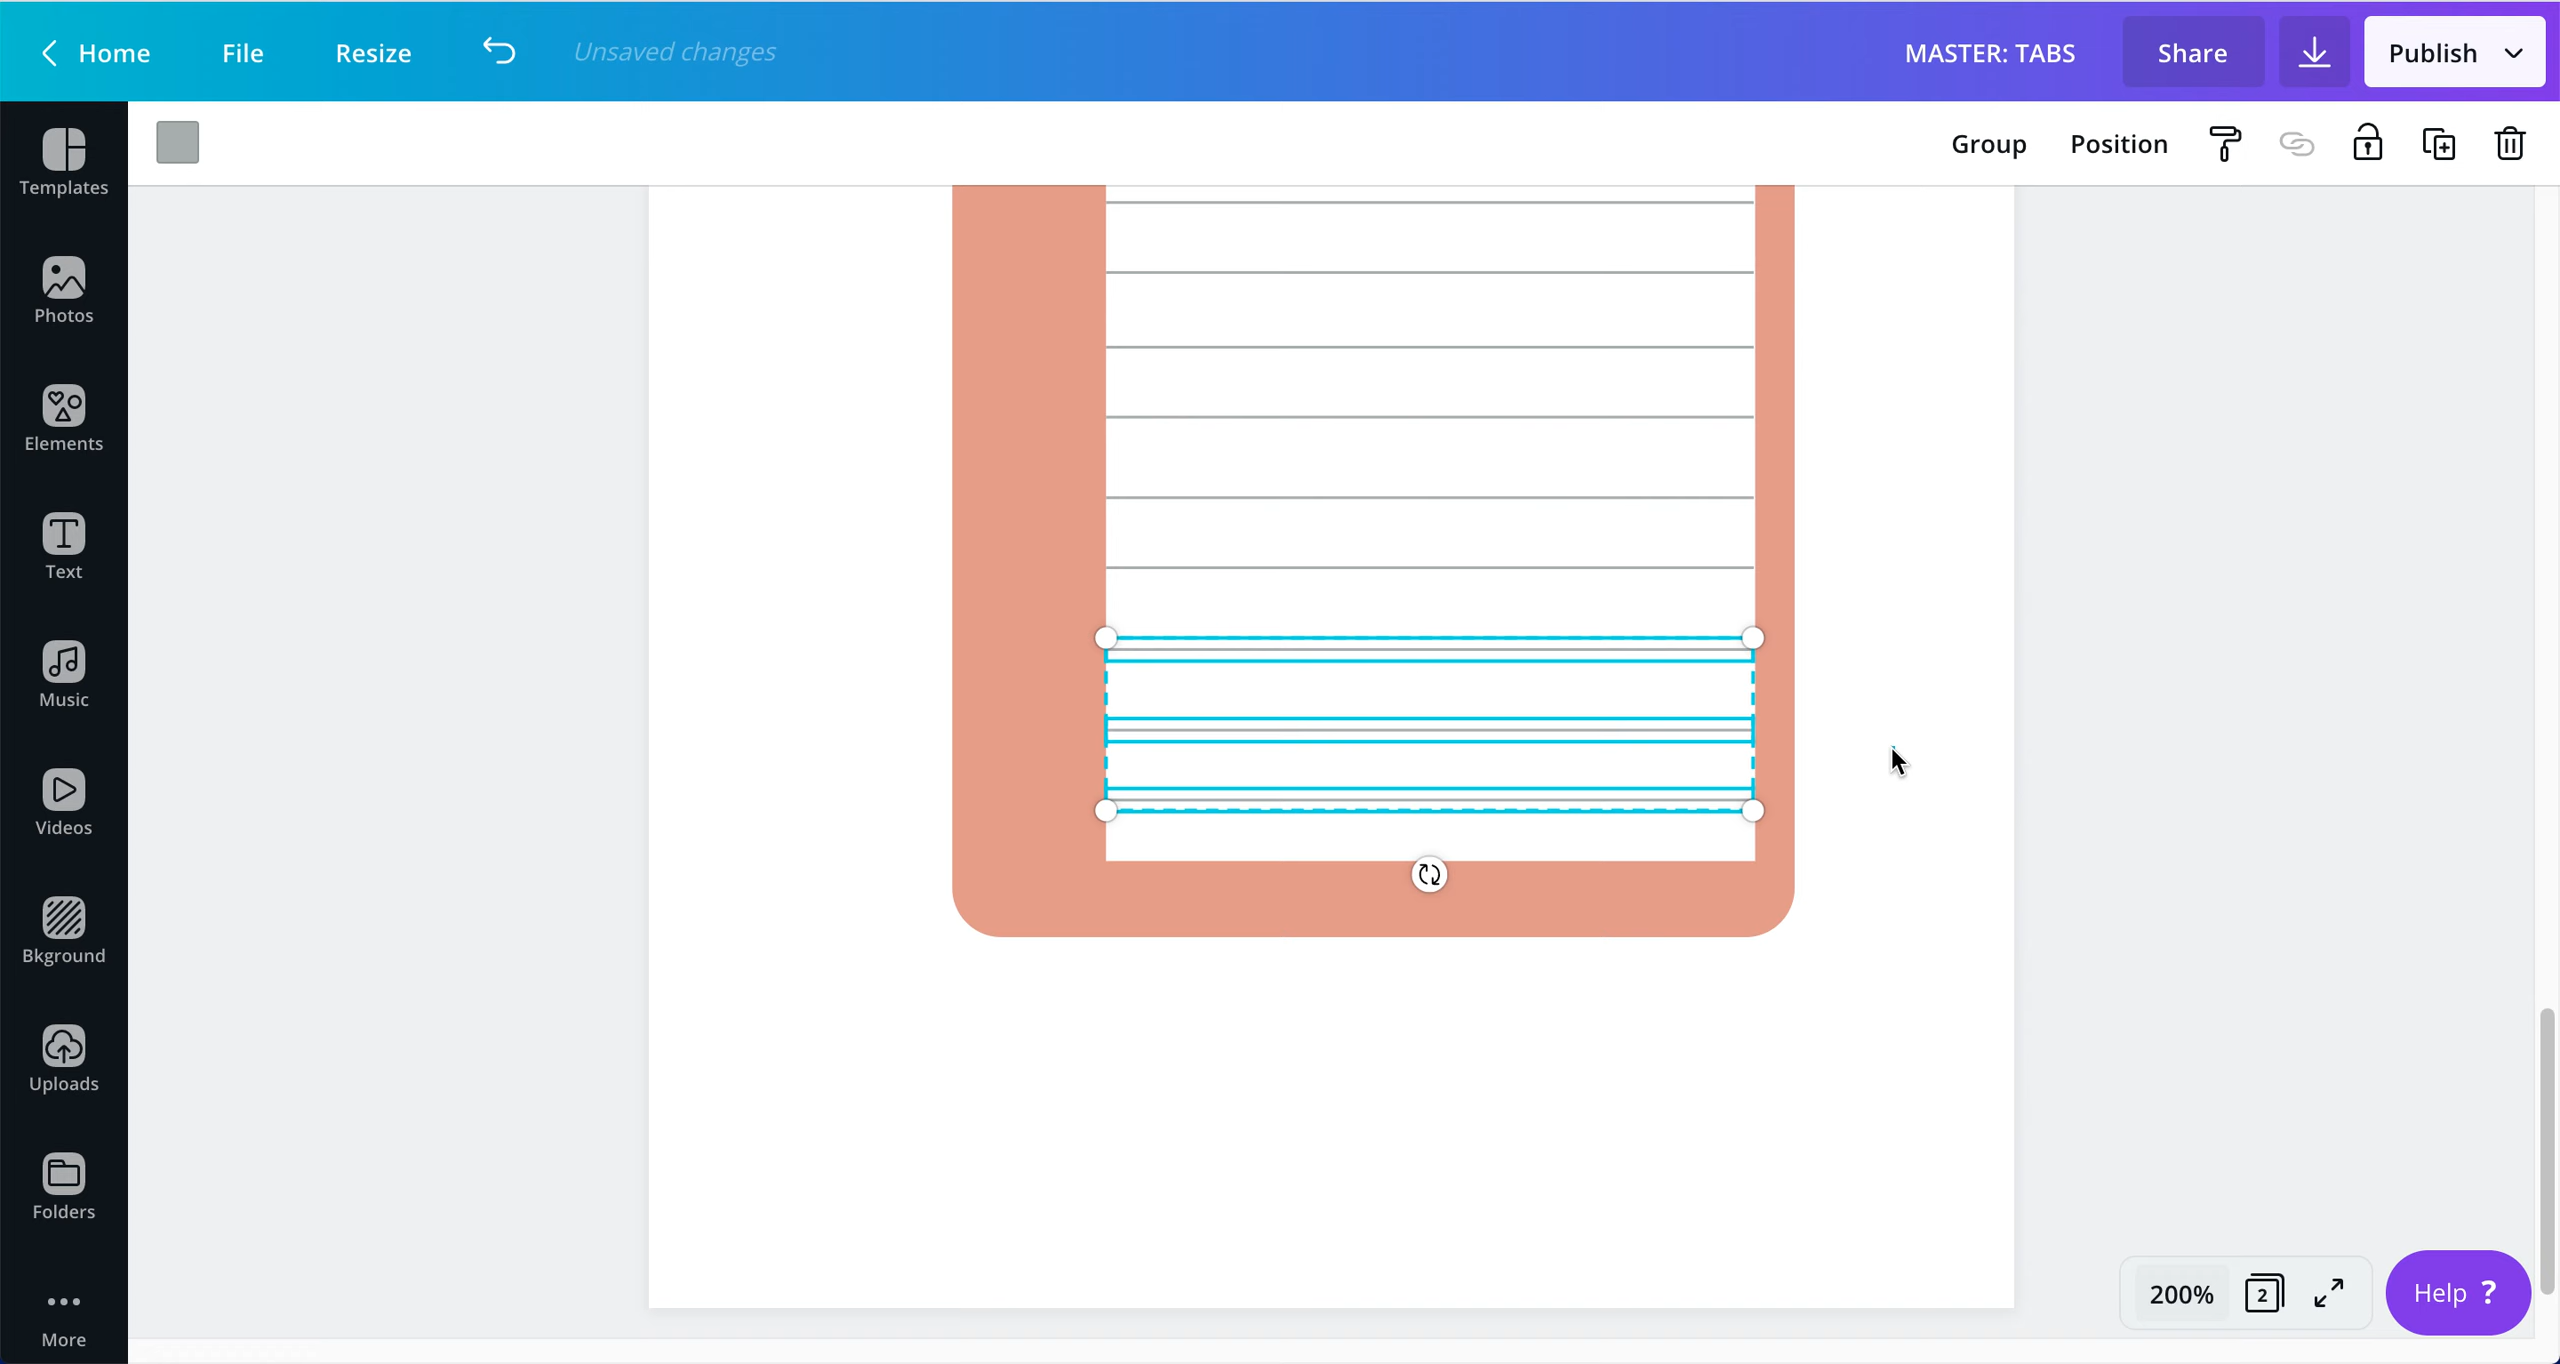 Home File Resize Unsaved changes MASTER: TABS Share Publish
Group Position
Templates
Photos
Elements
Text
Music
Videos
Bkground
Uploads
Folders
More
200% 2 Help ?